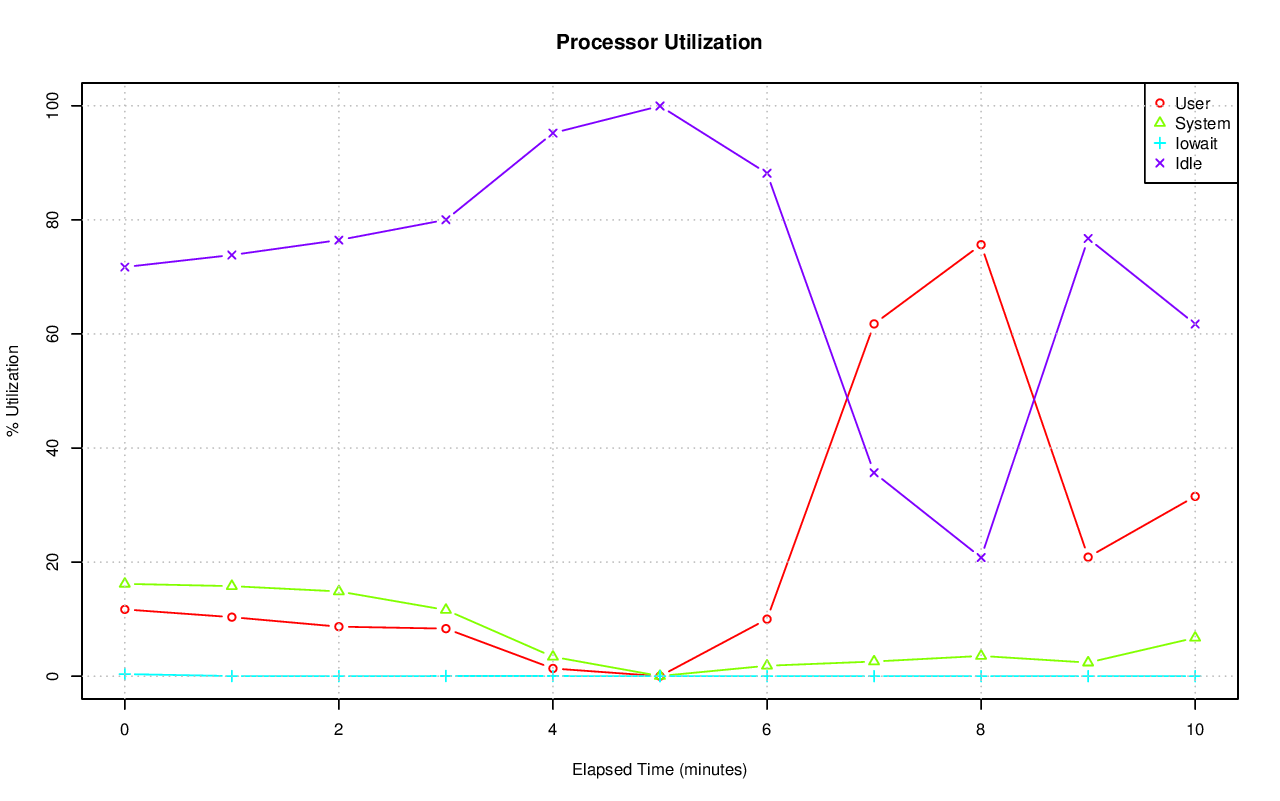 Processor Utilization
User
System
Iowait
Idle
% Utilization
100
80
60
40
20
0
0 2 4 6 8 10
Elapsed Time (minutes)